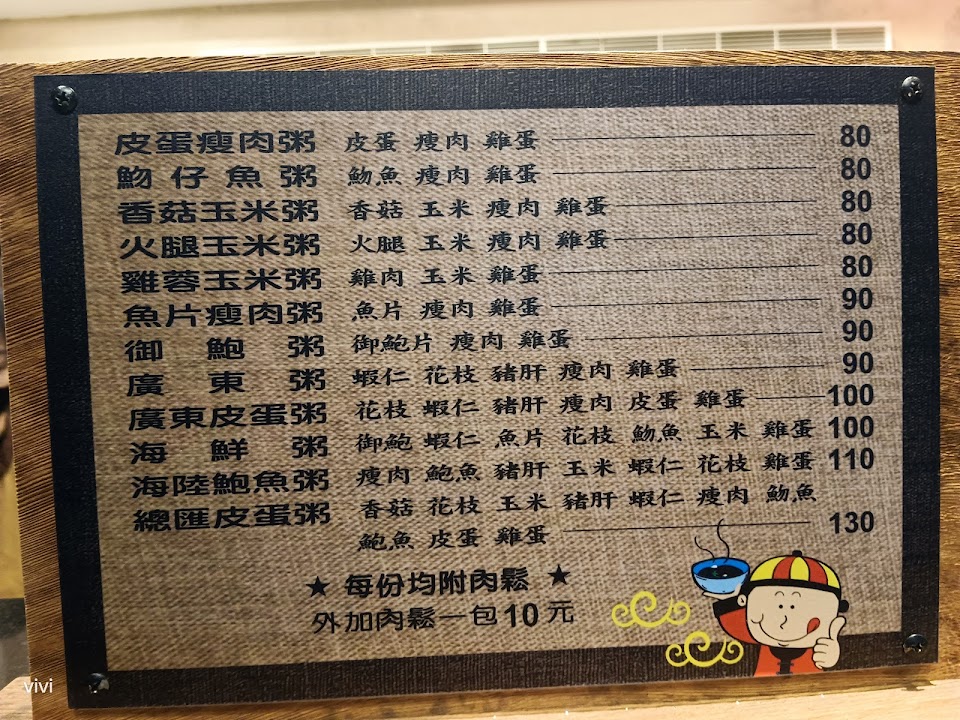 皮蛋瘦肉粥 皮蛋 瘦肉 雞蛋 80
魩仔魚粥 魩魚 瘦肉 雞蛋 80
香菇玉米粥 香菇 玉米 瘦肉 雞蛋 80
火腿玉米粥 火腿 玉米 瘦肉 雞蛋 80
雞蓉玉米粥 雞肉 玉米 雞蛋 80
魚片瘦肉粥 魚片 瘦肉 雞蛋 90
御鮑粥 御鮑片 瘦肉 雞蛋 90
廣東粥 蝦仁 花枝 豬肝 瘦肉 雞蛋 90
廣東皮蛋粥 花枝 蝦仁 豬肝 瘦肉 皮蛋 雞蛋 100
海鮮粥 御鮑 蝦仁 魚片 花枝 魩魚 玉米 雞蛋 100
海陸鮑魚粥 瘦肉 鮑魚 豬肝 玉米 蝦仁 花枝 雞蛋 110
總匯皮蛋粥 香菇 花枝 玉米 豬肝 蝦仁 瘦肉 魩魚
鮑魚 皮蛋 雞蛋 130
★ 每份均附肉鬆 ★
外加肉鬆一包10元
vivi